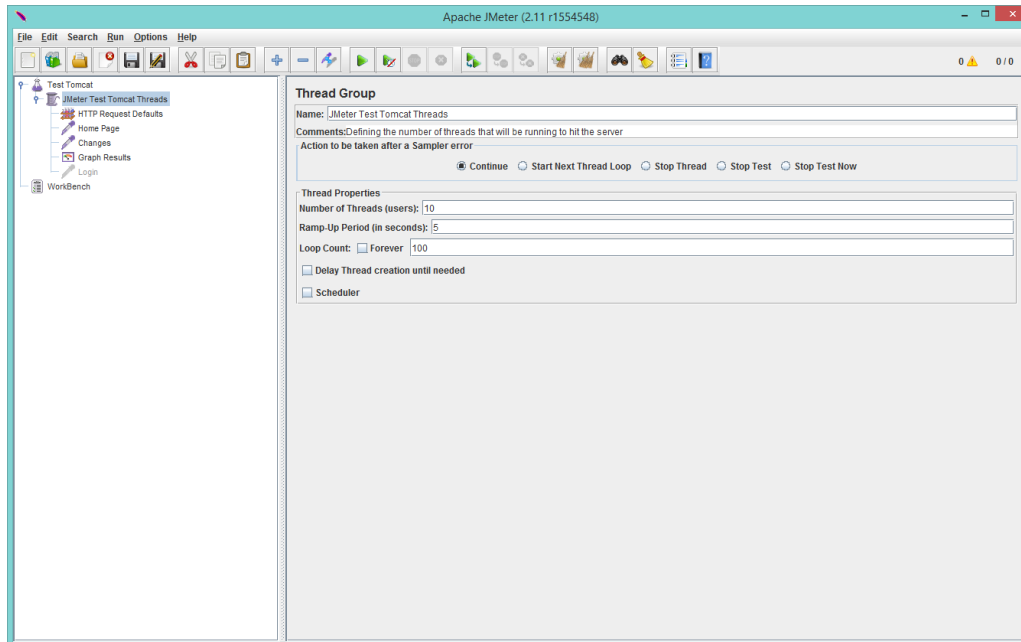 Apache JMeter (2.11 r1554548)
File Edit Search Run Options Help
0 0 / 0
Test Tomcat
JMeter Test Tomcat Threads
HTTP Request Defaults
Home Page
Changes
Graph Results
Login
WorkBench
Thread Group
Name: JMeter Test Tomcat Threads
Comments:Defining the number of threads that will be running to hit the server
Action to be taken after a Sampler error
Continue Start Next Thread Loop Stop Thread Stop Test Stop Test Now
Thread Properties
Number of Threads (users): 10
Ramp-Up Period (in seconds): 5
Loop Count: Forever 100
Delay Thread creation until needed
Scheduler